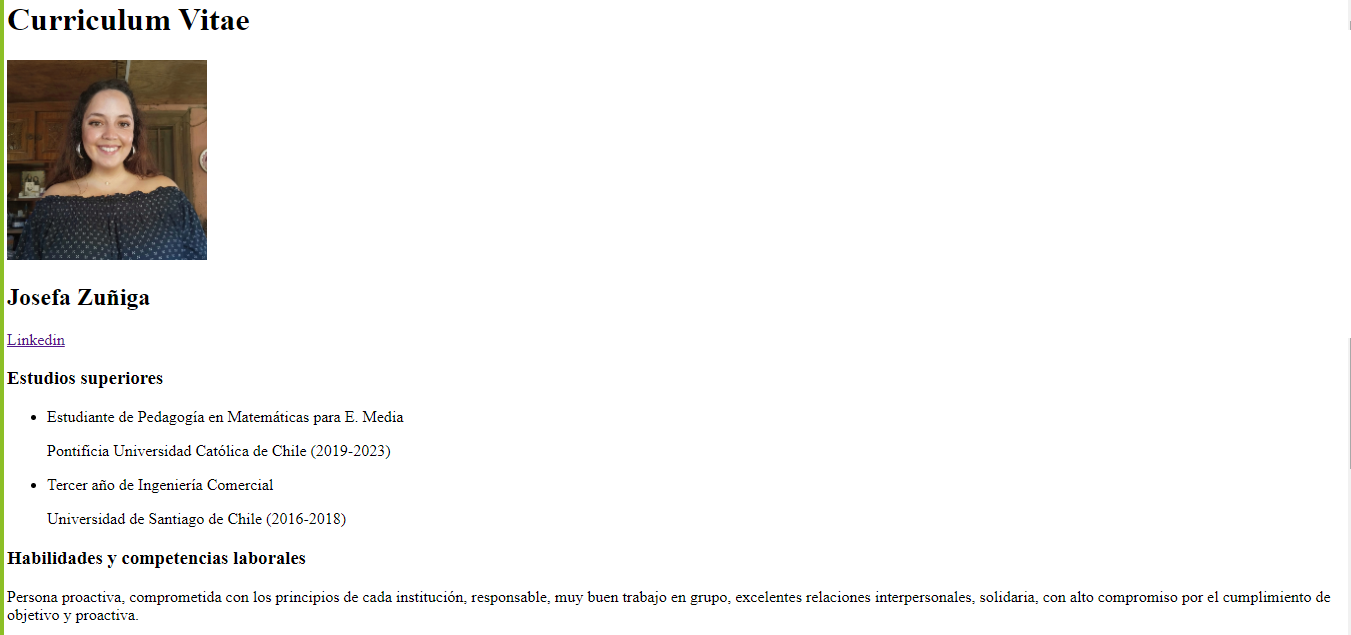 Curriculum Vitae
Josefa Zuñiga
Linkedin
Estudios superiores
Estudiante de Pedagogía en Matemáticas para E. Media
Pontificia Universidad Católica de Chile (2019-2023)
Tercer año de Ingeniería Comercial
Universidad de Santiago de Chile (2016-2018)
Habilidades y competencias laborales
Persona proactiva, comprometida con los principios de cada institución, responsable, muy buen trabajo en grupo, excelentes relaciones interpersonales, solidaria, con alto compromiso por el cumplimiento de
objetivo y proactiva.